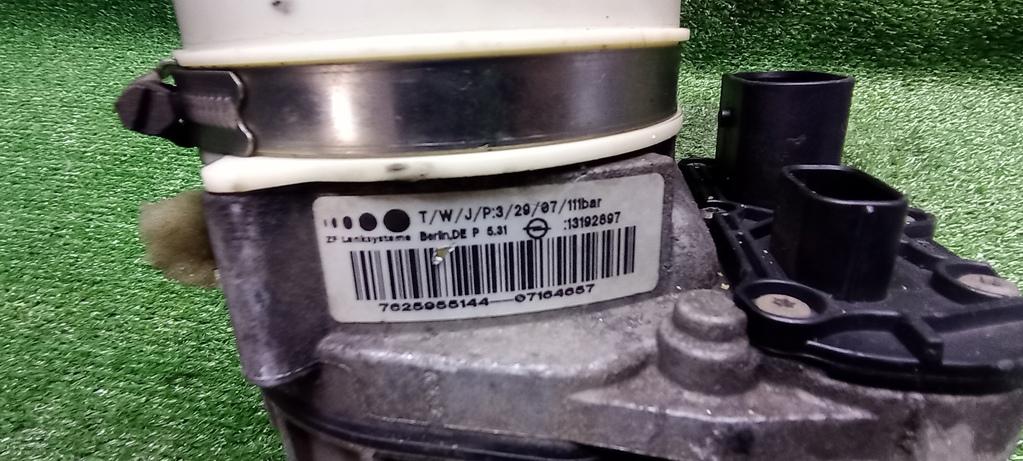 T/W/J/P:3/29/07/111bar
ZF Lenksysteme Berlin,DE P 5.31 :13192897
7625955144 07164657